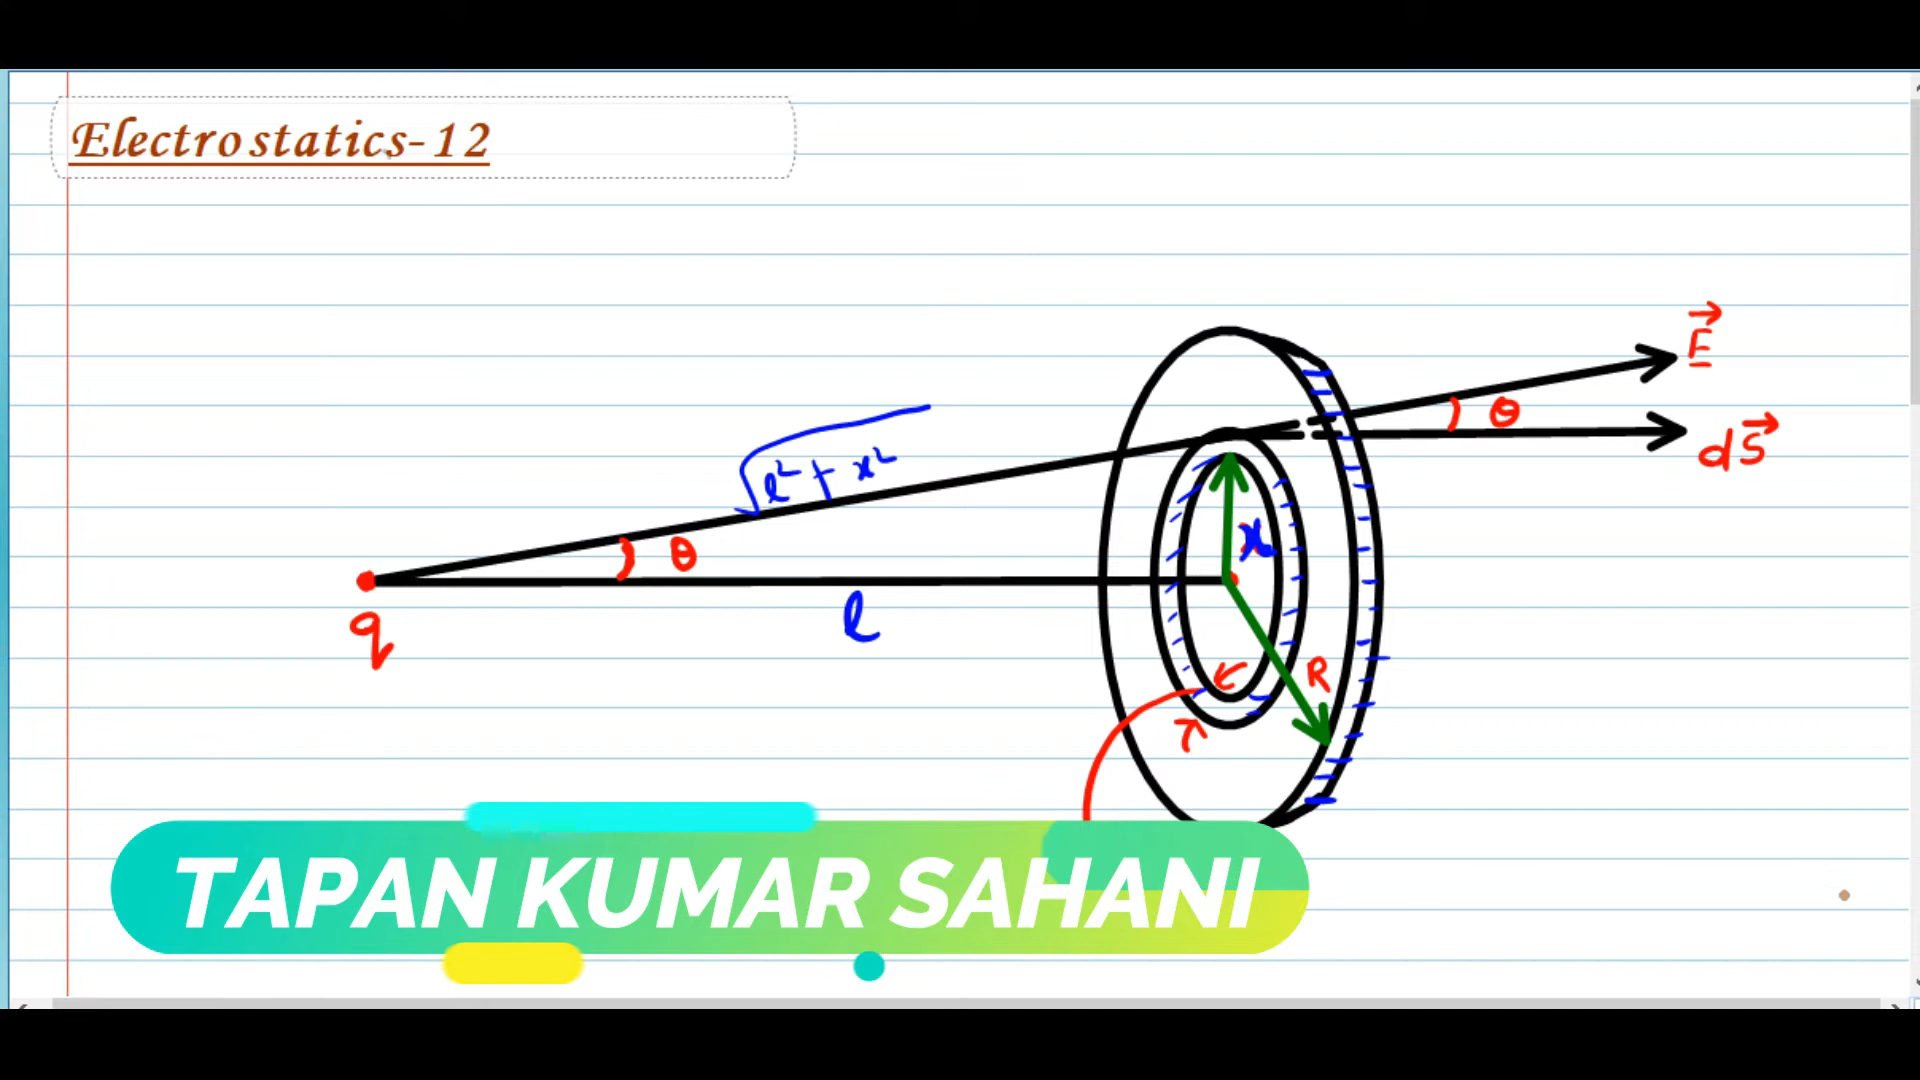 Electrostatics-12
E
θ
dS
√l² + x²
θ
x
l
q
R
TAPAN KUMAR SAHANI